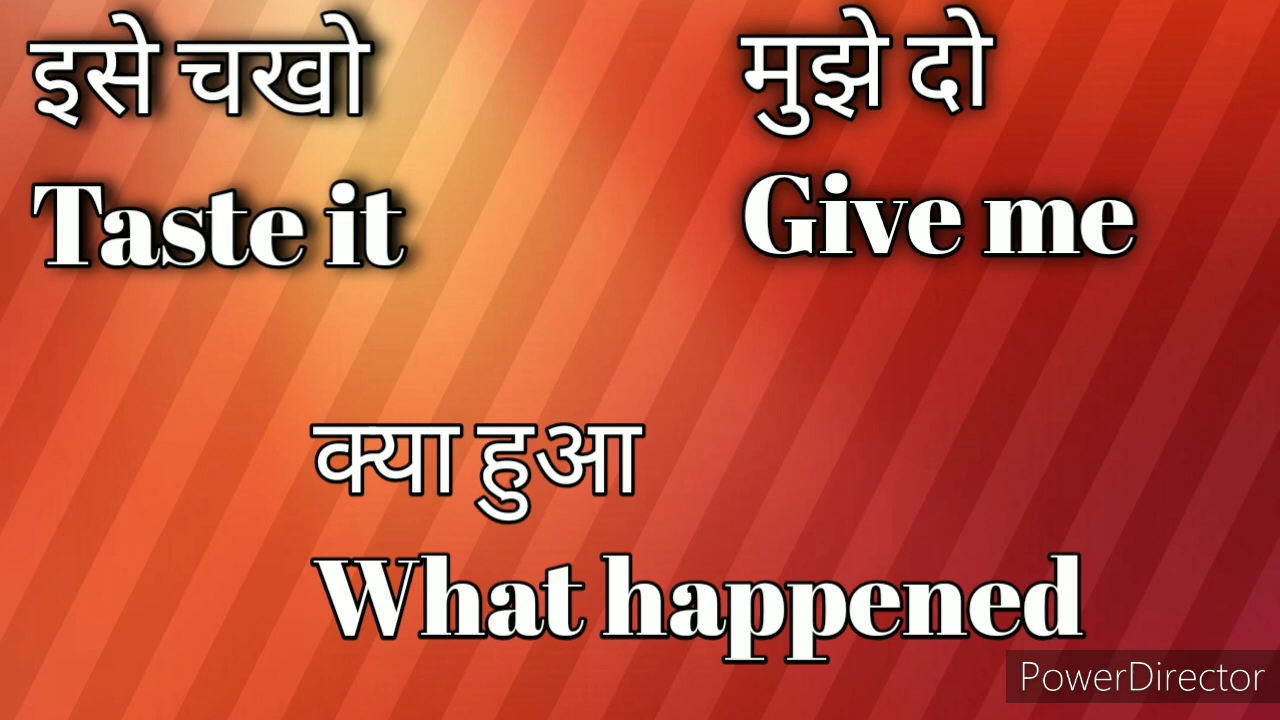 इसे चखो
Taste it
मुझे दो
Give me
क्या हुआ
What happened
PowerDirector